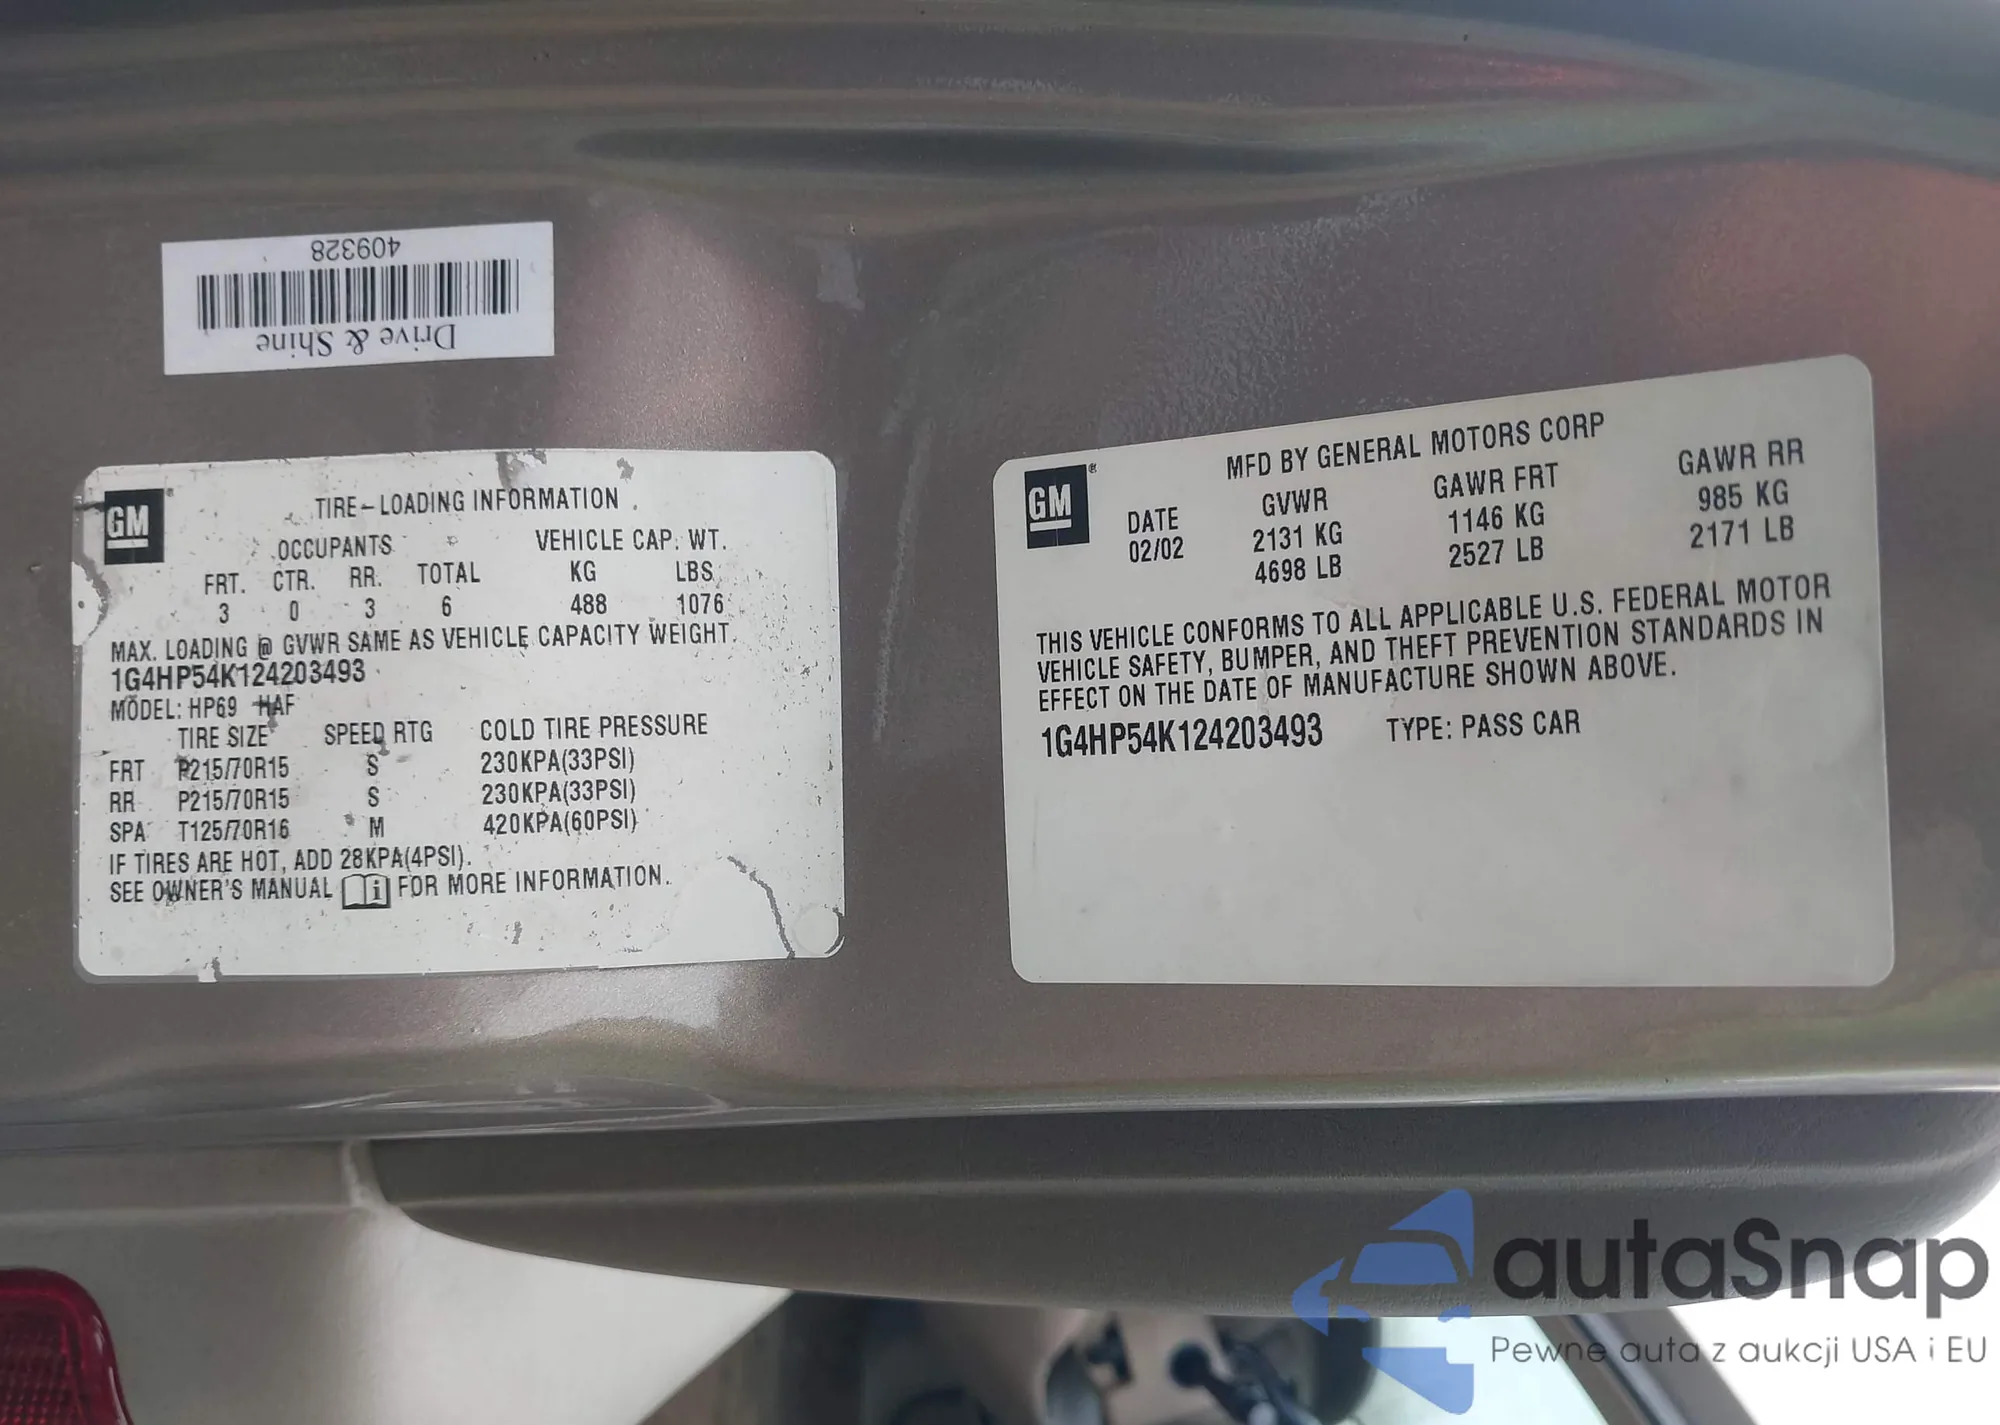 409328
Drive & Shine
GM
TIRE-LOADING INFORMATION
OCCUPANTS VEHICLE CAP. WT.
FRT. CTR. RR. TOTAL KG LBS
3 0 3 6 488 1076
MAX. LOADING @ GVWR SAME AS VEHICLE CAPACITY WEIGHT.
1G4HP54K124203493
MODEL: HP69 HAF
TIRE SIZE SPEED RTG COLD TIRE PRESSURE
FRT P215/70R15 S 230KPA(33PSI)
RR P215/70R15 S 230KPA(33PSI)
SPA T125/70R16 M 420KPA(60PSI)
IF TIRES ARE HOT, ADD 28KPA(4PSI).
SEE OWNER'S MANUAL i FOR MORE INFORMATION.
GM®
MFD BY GENERAL MOTORS CORP
DATE GVWR GAWR FRT GAWR RR
02/02 2131 KG 1146 KG 985 KG
4698 LB 2527 LB 2171 LB
THIS VEHICLE CONFORMS TO ALL APPLICABLE U.S. FEDERAL MOTOR
VEHICLE SAFETY, BUMPER, AND THEFT PREVENTION STANDARDS IN
EFFECT ON THE DATE OF MANUFACTURE SHOWN ABOVE.
1G4HP54K124203493 TYPE: PASS CAR
autaSnap
Pewne auta z aukcji USA i EU